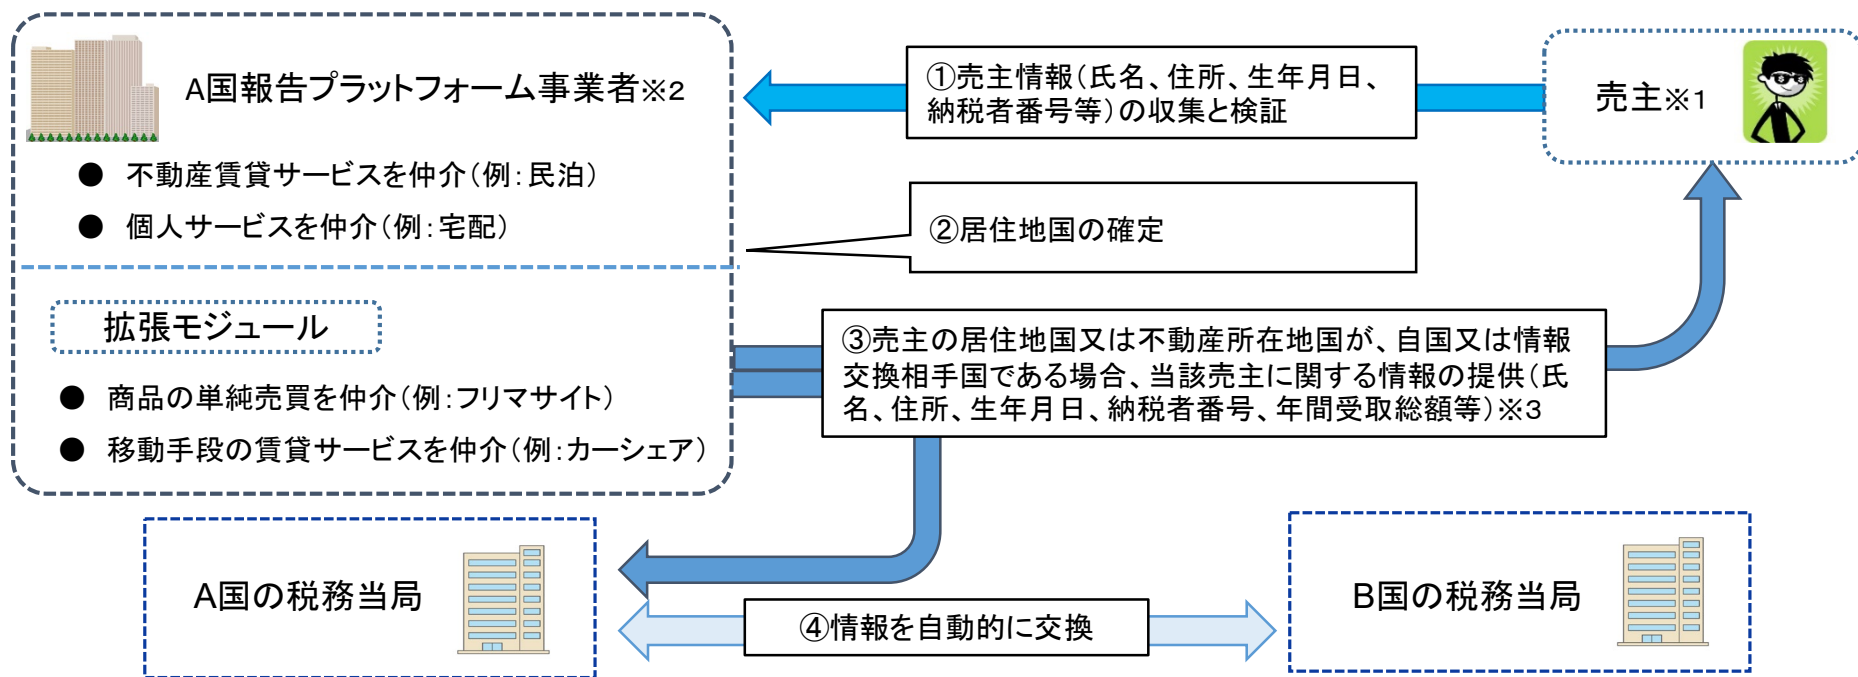 A国報告プラットフォーム事業者※2
● 不動産賃貸サービスを仲介(例:民泊)
● 個人サービスを仲介(例:宅配)
拡張モジュール
● 商品の単純売買を仲介(例:フリマサイト)
● 移動手段の賃貸サービスを仲介(例:カーシェア)
①売主情報(氏名、住所、生年月日、
納税者番号等)の収集と検証
売主※1
②居住地国の確定
③売主の居住地国又は不動産所在地国が、自国又は情報
交換相手国である場合、当該売主に関する情報の提供(氏
名、住所、生年月日、納税者番号、年間受取総額等)※3
A国の税務当局
④情報を自動的に交換
B国の税務当局